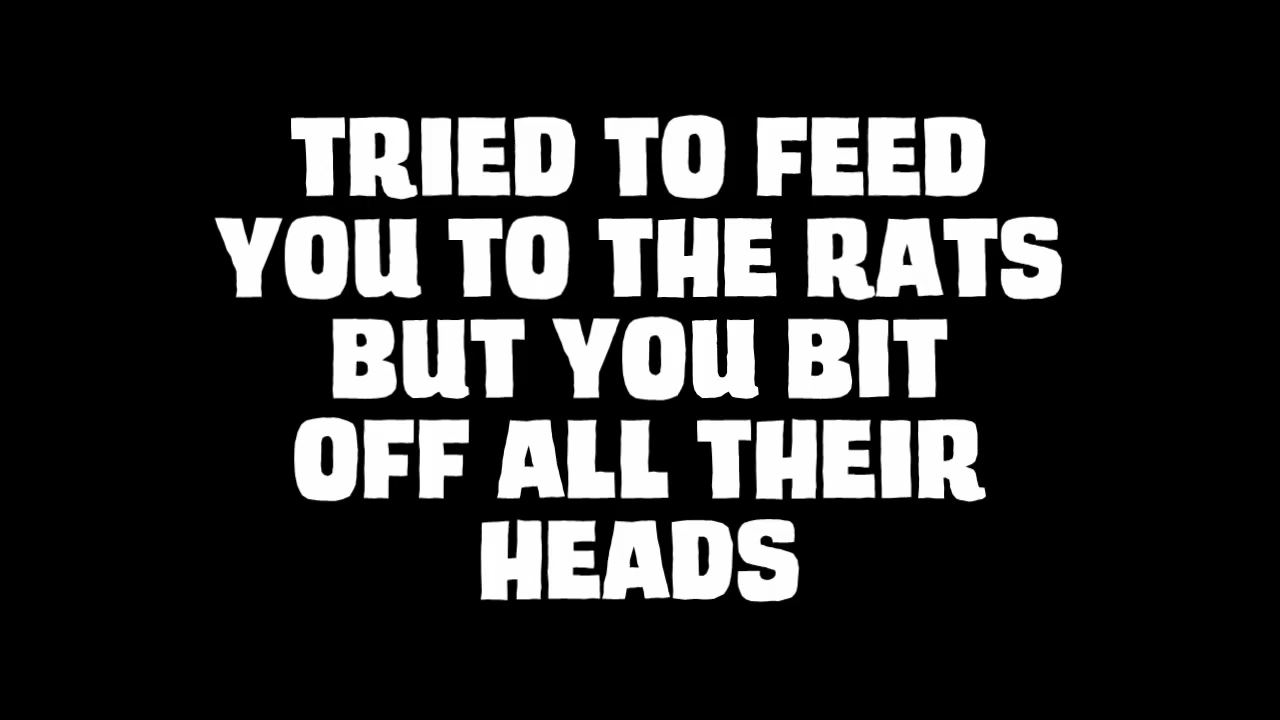 TRIED TO FEED
YOU TO THE RATS
BUT YOU BIT
OFF ALL THEIR
HEADS